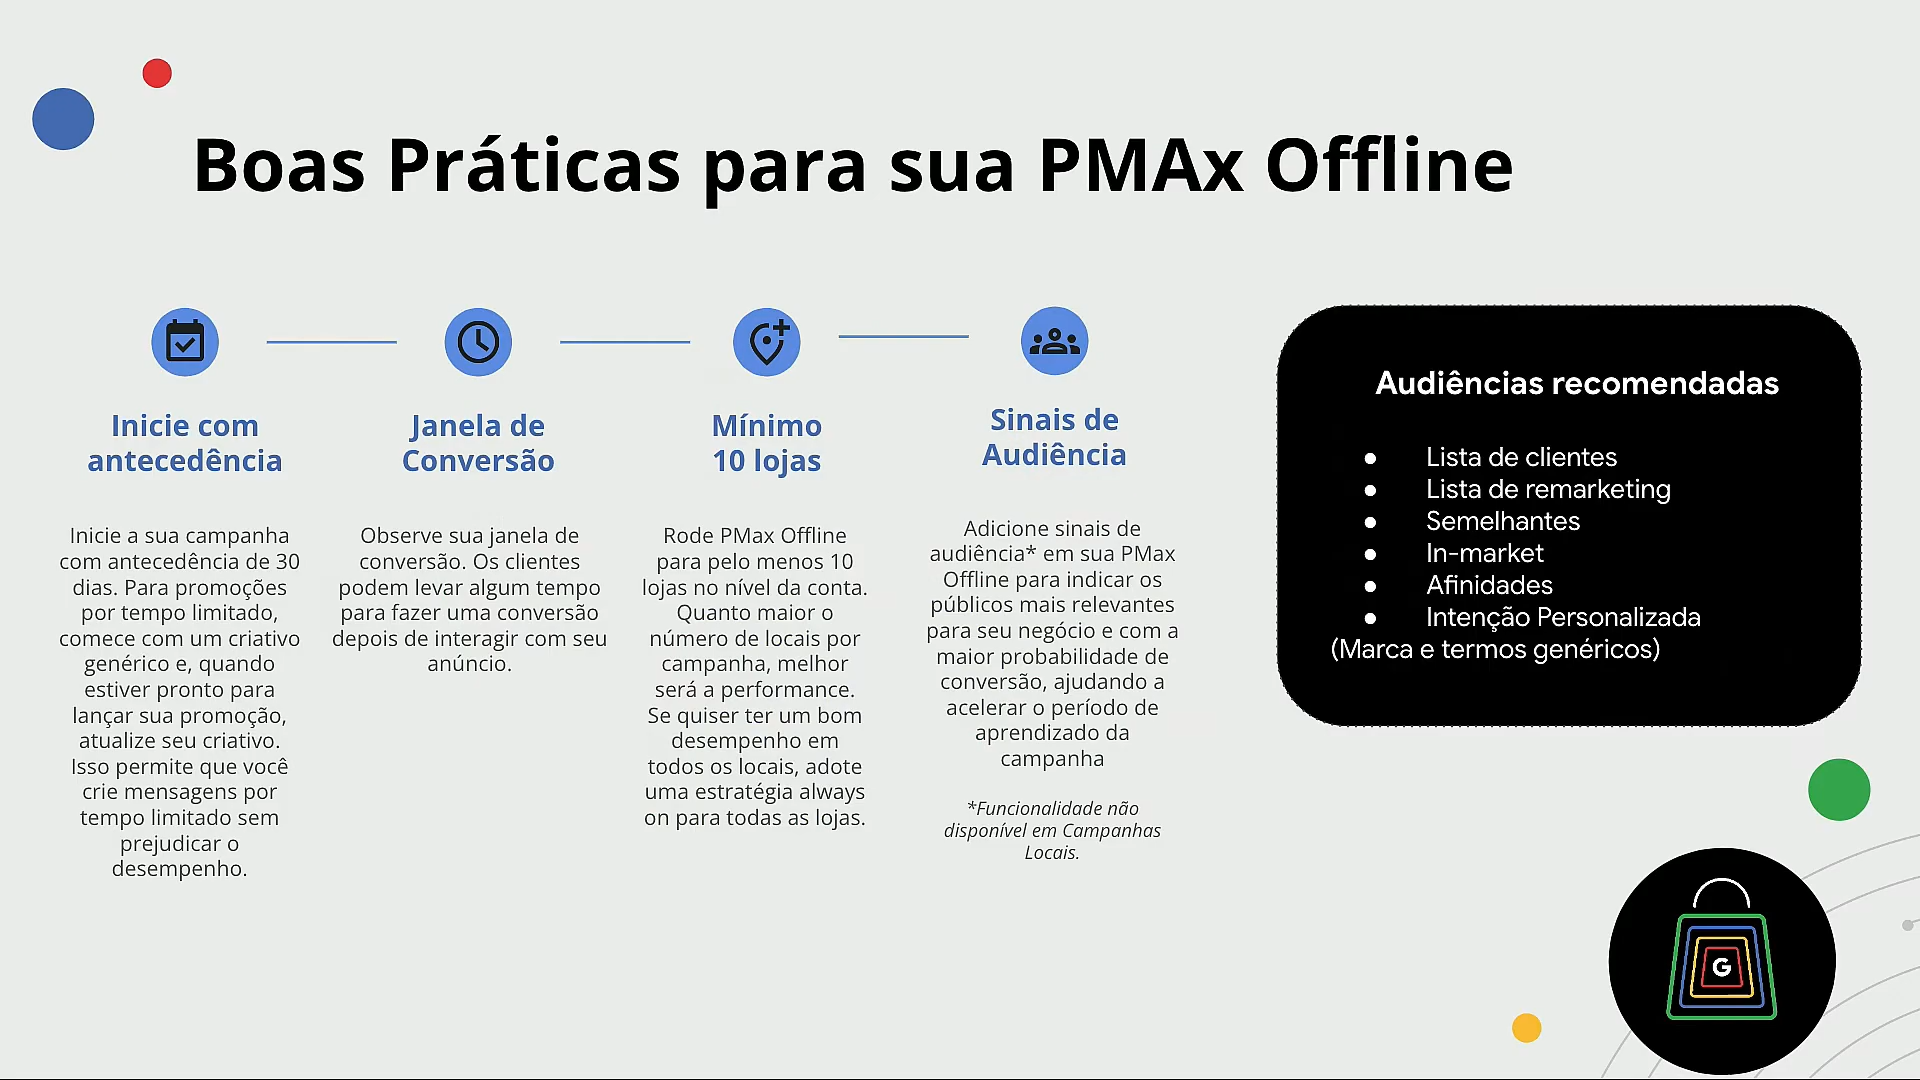 Boas Práticas para sua PMAx Offline
Inicie com
antecedência
Inicie a sua campanha
com antecedência de 30
dias. Para promoções
por tempo limitado,
comece com um criativo
genérico e, quando
estiver pronto para
lançar sua promoção,
atualize seu criativo.
Isso permite que você
crie mensagens por
tempo limitado sem
prejudicar o
desempenho.
Janela de
Conversão
Observe sua janela de
conversão. Os clientes
podem levar algum tempo
para fazer uma conversão
depois de interagir com seu
anúncio.
Mínimo
10 lojas
Rode PMax Offline
para pelo menos 10
lojas no nível da conta.
Quanto maior o
número de locais por
campanha, melhor
será a performance.
Se quiser ter um bom
desempenho em
todos os locais, adote
uma estratégia always
on para todas as lojas.
Sinais de
Audiência
Adicione sinais de
audiência* em sua PMax
Offline para indicar os
públicos mais relevantes
para seu negócio e com a
maior probabilidade de
conversão, ajudando a
acelerar o período de
aprendizado da
campanha
*Funcionalidade não
disponível em Campanhas
Locais.
Audiências recomendadas
● Lista de clientes
● Lista de remarketing
● Semelhantes
● In-market
● Afinidades
● Intenção Personalizada
(Marca e termos genéricos)
G